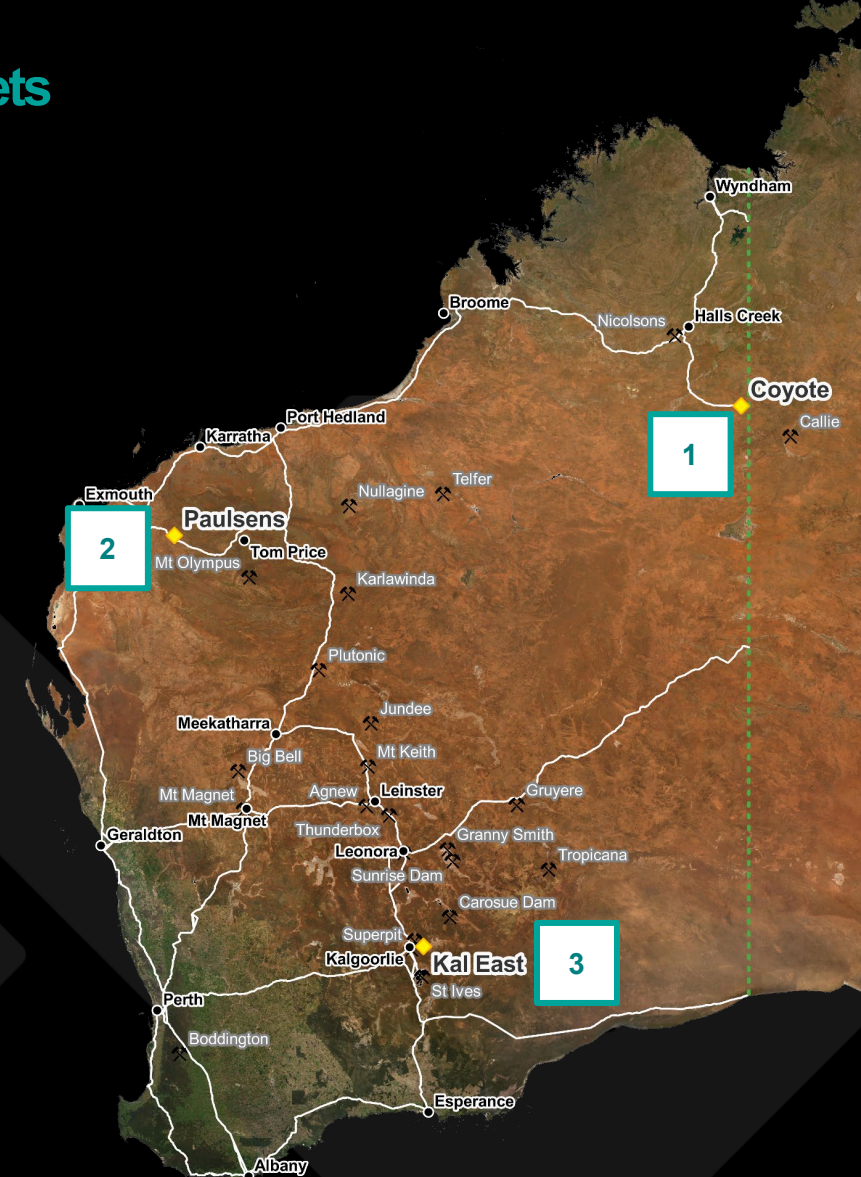 ets
Wyndham
Broome
Nicolsons
Halls Creek
Coyote
Port Hedland
Callie
Karratha
1
Telfer
Nullagine
Exmouth
Paulsens
2
Tom Price
Mt Olympus
Karlawinda
Plutonic
Jundee
Meekatharra
Mt Keith
Big Bell
Agnew
Leinster
Gruyere
Mt Magnet
Mt Magnet
Thunderbox
Geraldton
Granny Smith
Leonora
Tropicana
Sunrise Dam
Carosue Dam
Superpit
Kalgoorlie
Kal East
3
St Ives
Perth
Boddington
Esperance
Albany